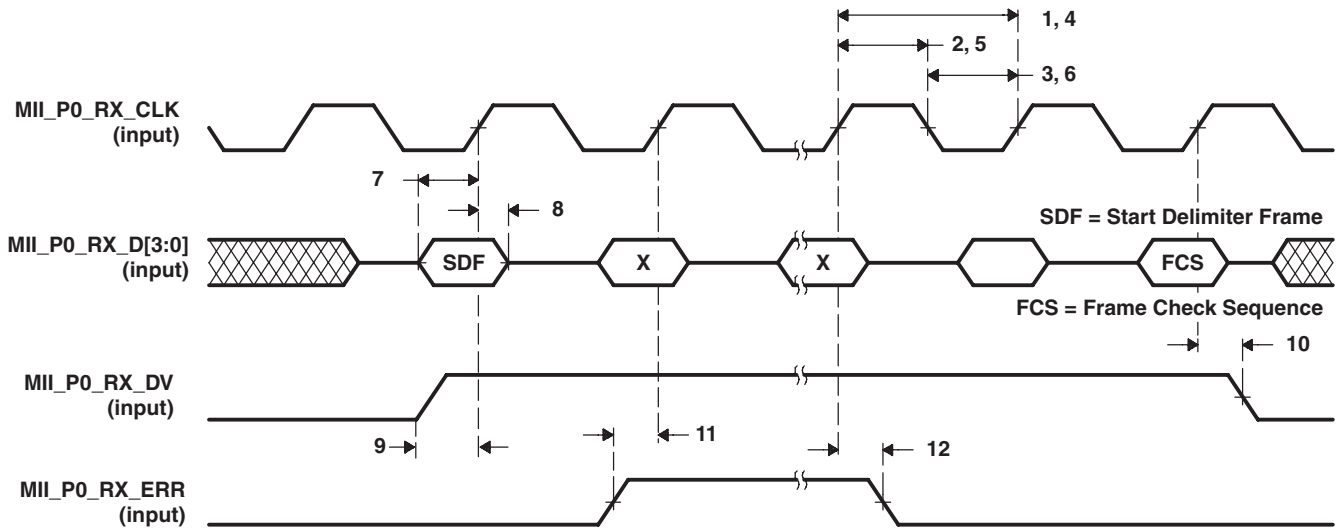 1, 4
2, 5
3, 6
MII_P0_RX_CLK
(input)
7
8
SDF = Start Delimiter Frame
MII_P0_RX_D[3:0]
(input)
SDF
X
X
FCS
FCS = Frame Check Sequence
10
MII_P0_RX_DV
(input)
9
11
12
MII_P0_RX_ERR
(input)